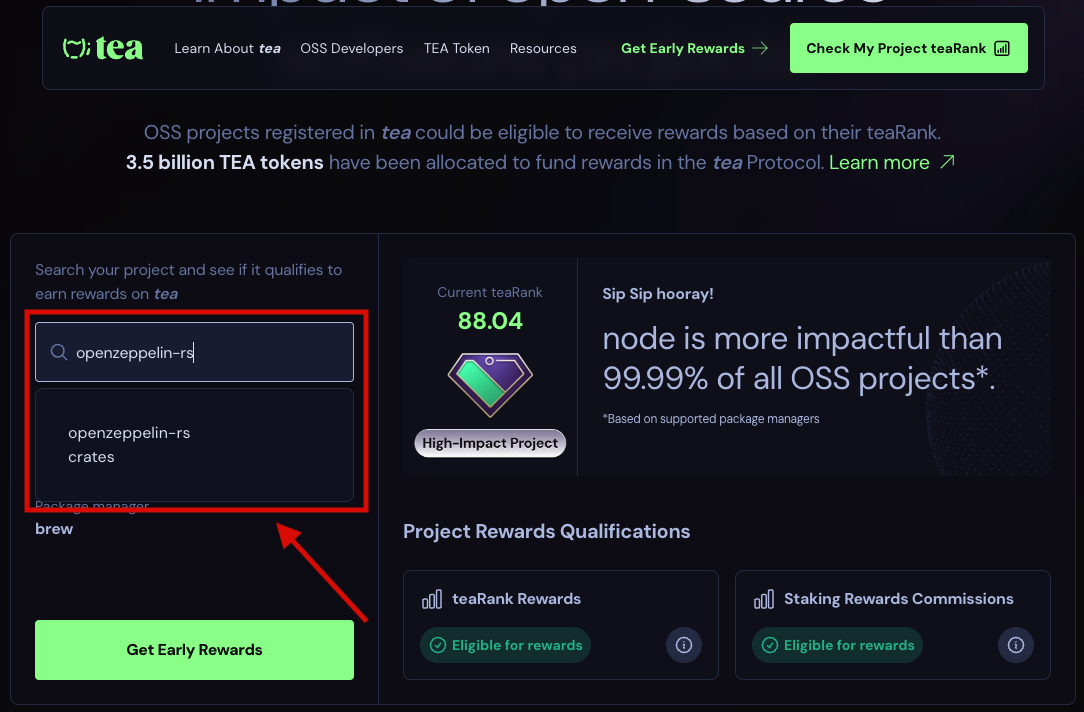 impact of open source
tea
Learn About tea
OSS Developers
TEA Token
Resources
Get Early Rewards
Check My Project teaRank
OSS projects registered in tea could be eligible to receive rewards based on their teaRank.
3.5 billion TEA tokens have been allocated to fund rewards in the tea Protocol. Learn more
Search your project and see if it qualifies to
earn rewards on tea
openzeppelin-rs
openzeppelin-rs
crates
Package manager
brew
Get Early Rewards
Current teaRank
88.04
High-Impact Project
Sip Sip hooray!
node is more impactful than
99.99% of all OSS projects*.
*Based on supported package managers
Project Rewards Qualifications
teaRank Rewards
Eligible for rewards
Staking Rewards Commissions
Eligible for rewards